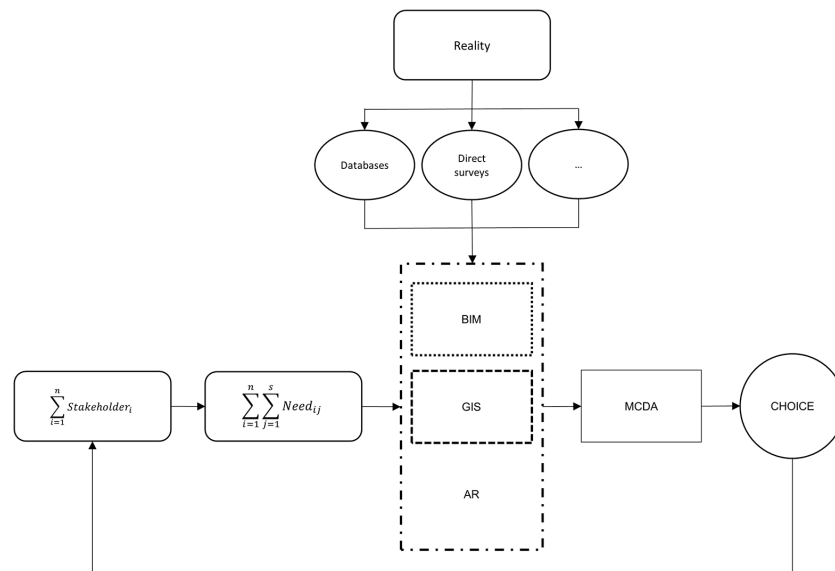 Reality
Databases
Direct
surveys
...
BIM
GIS
AR
∑_{i=1}^{n} Stakeholder_i
∑_{i=1}^{n} ∑_{j=1}^{s} Need_{ij}
MCDA
CHOICE